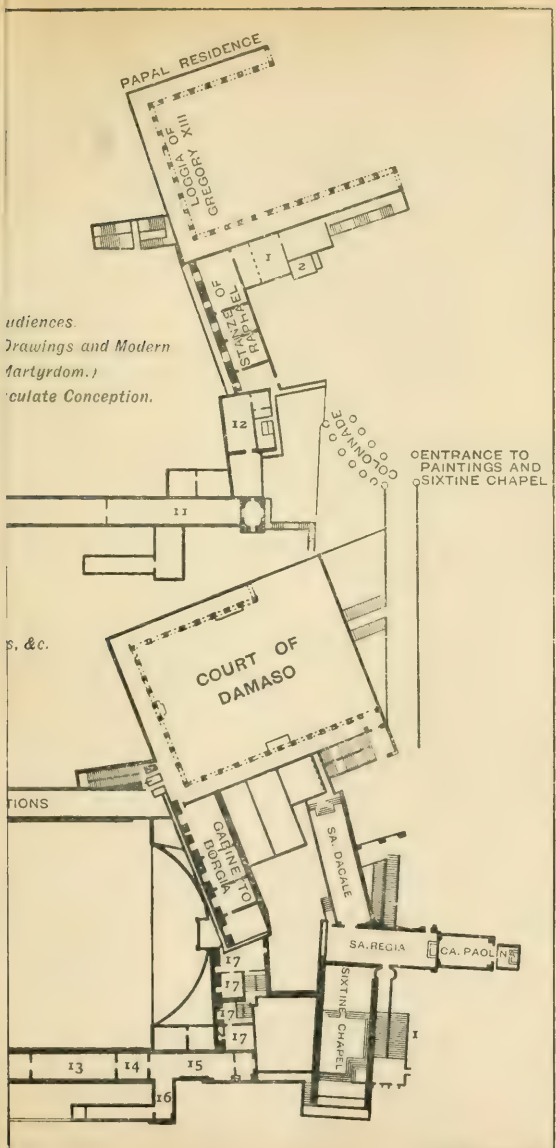 PAPAL RESIDENCE
LOGGIA OF
GREGORY XIII
1
2
STANZE OF
RAPHAEL
udiences.
Drawings and Modern
Martyrdom.)
culate Conception.
12
COLONNADE
ENTRANCE TO
PAINTINGS AND
SIXTINE CHAPEL
11
s, &c.
COURT OF
DAMASO
TIONS
GABINETTO
BORGIA
SA. DACALE
SA. REGIA
CA. PAOLIN
17
17
17
17
SIXTINE CHAPEL
1
13
14
15
16